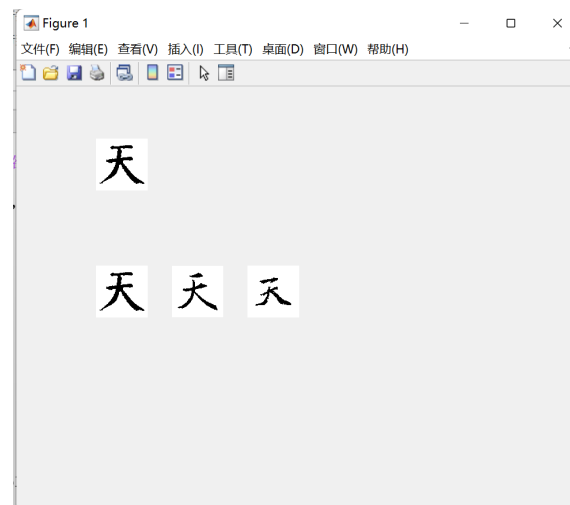 Figure 1
文件(F) 编辑(E) 查看(V) 插入(I) 工具(T) 桌面(D) 窗口(W) 帮助(H)
天
天 天 天